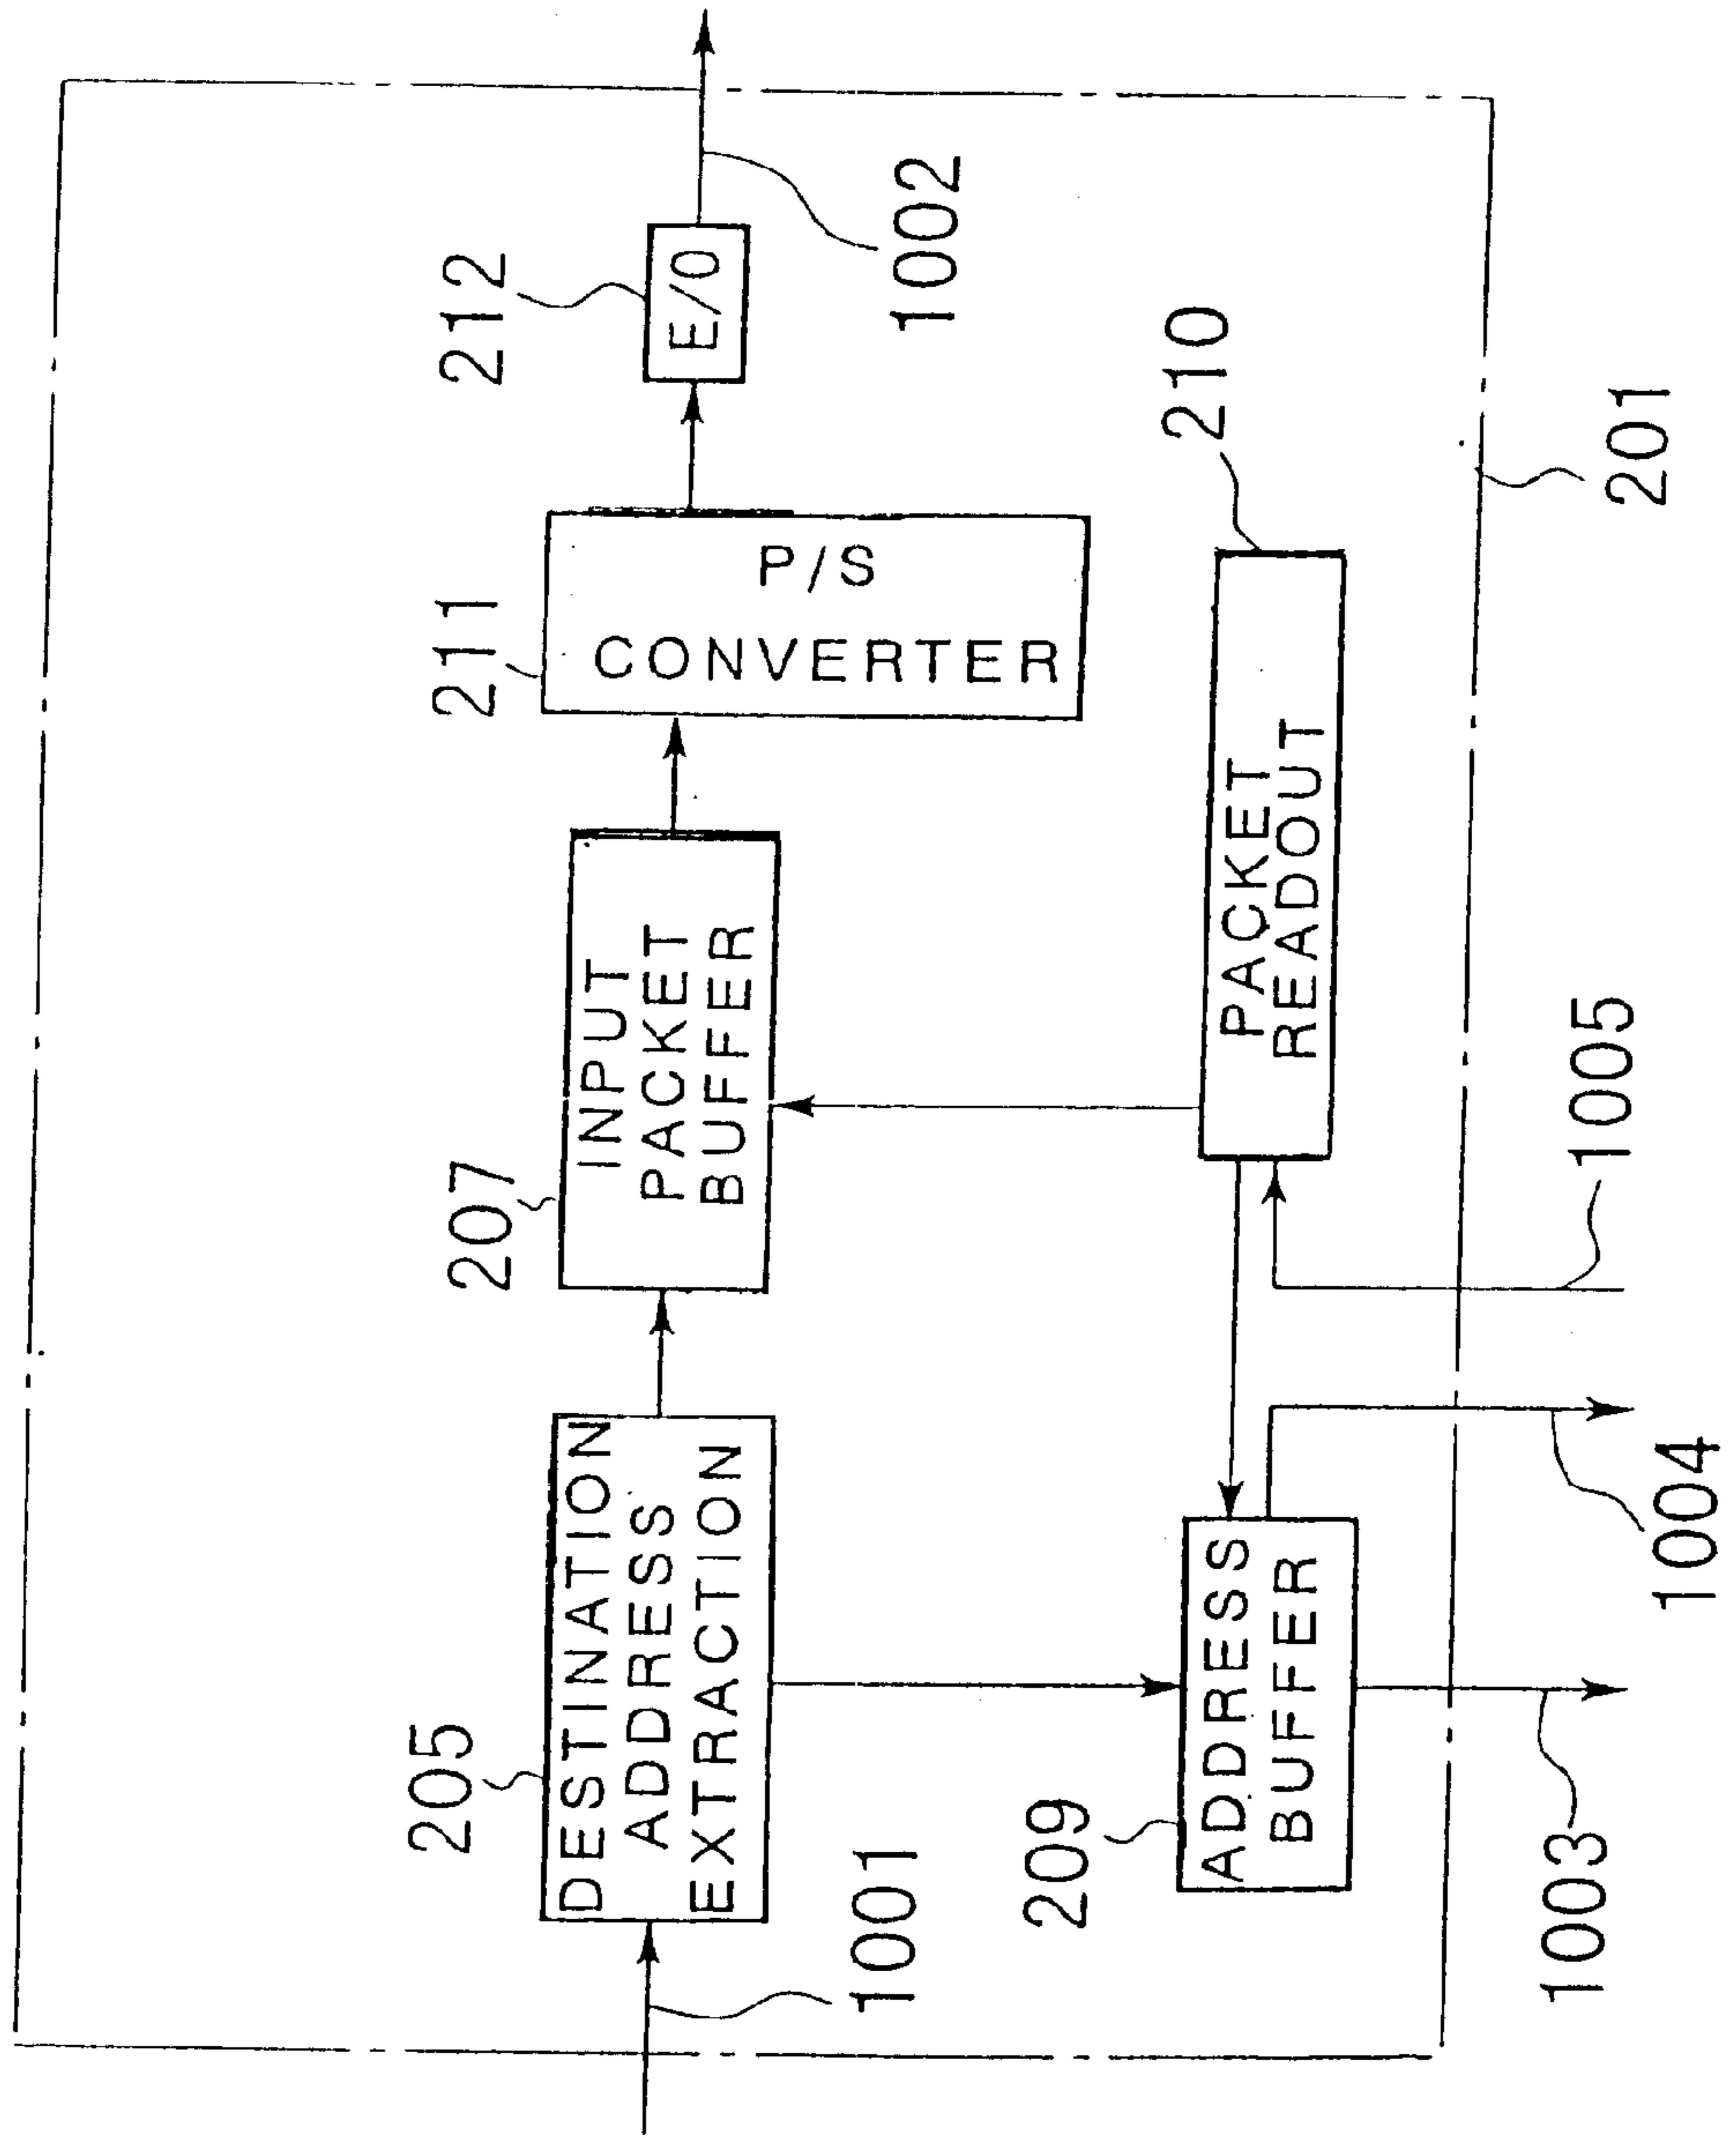 212
1002
E/O
211
P/S
CONVERTER
210
201
207
INPUT
PACKET
BUFFER
PACKET
READOUT
1005
205
DESTINATION
ADDRESS
EXTRACTION
1001
209
ADDRESS
BUFFER
1004
1003